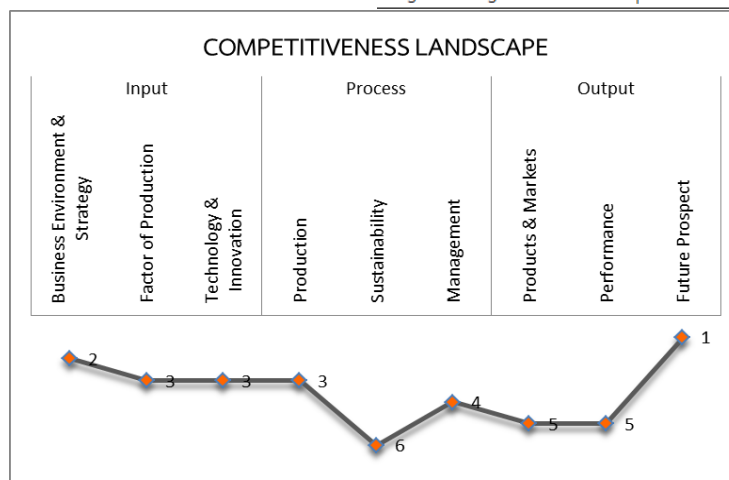 COMPETITIVENESS LANDSCAPE
Input
Process
Output
Business Environment &
Strategy
Factor of Production
Technology &
Innovation
Production
Sustainability
Management
Products & Markets
Performance
Future Prospect
2
3
3
3
6
4
5
5
1